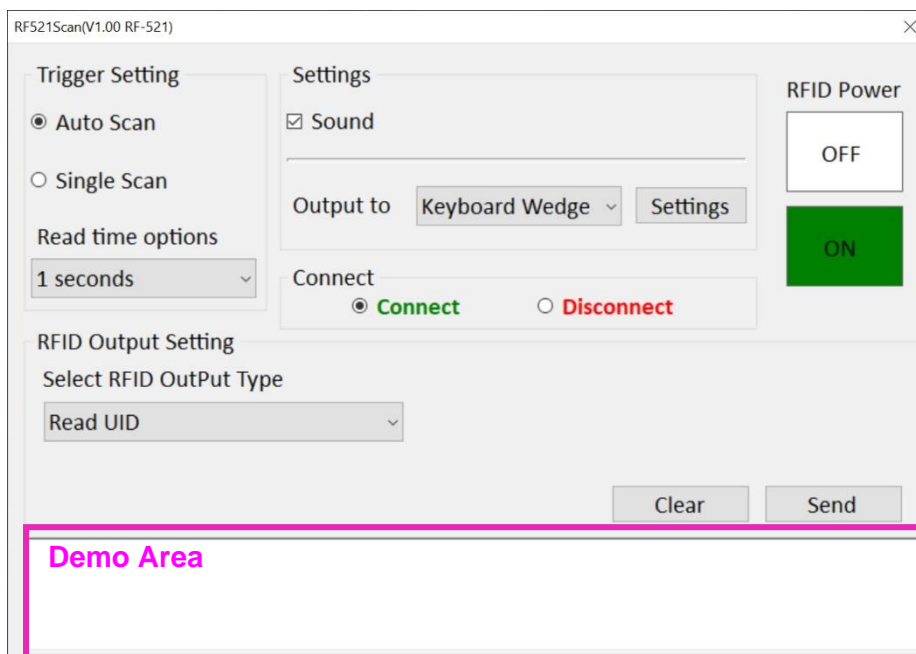 RF521Scan(V1.00 RF-521)
Trigger Setting
Auto Scan
Single Scan
Read time options
1 seconds
Settings
Sound
Output to Keyboard Wedge Settings
Connect
Connect Disconnect
RFID Power
OFF
ON
RFID Output Setting
Select RFID OutPut Type
Read UID
Clear Send
Demo Area